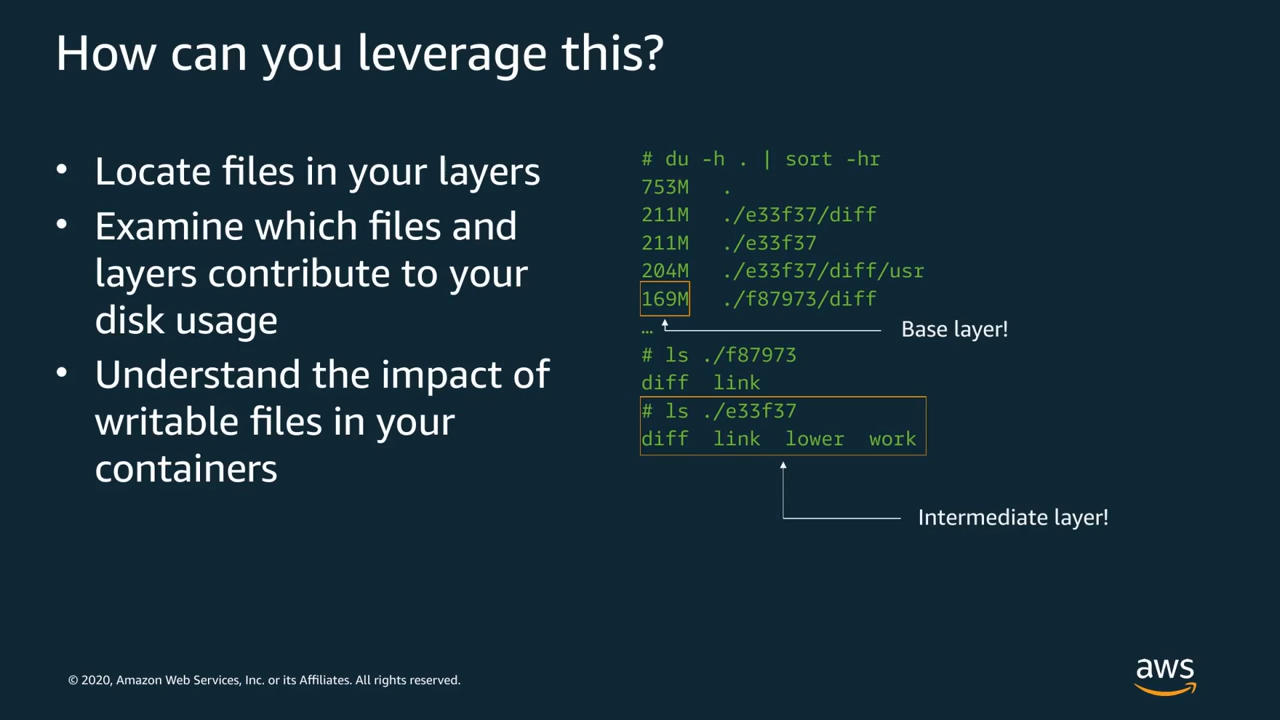 How can you leverage this?
• Locate files in your layers
• Examine which files and
layers contribute to your
disk usage
• Understand the impact of
writable files in your
containers
# du -h . | sort -hr
753M .
211M ./e33f37/diff
211M ./e33f37
204M ./e33f37/diff/usr
169M ./f87973/diff
…
Base layer!
# ls ./f87973
diff link
# ls ./e33f37
diff link lower work
Intermediate layer!
© 2020, Amazon Web Services, Inc. or its Affiliates. All rights reserved.
aws